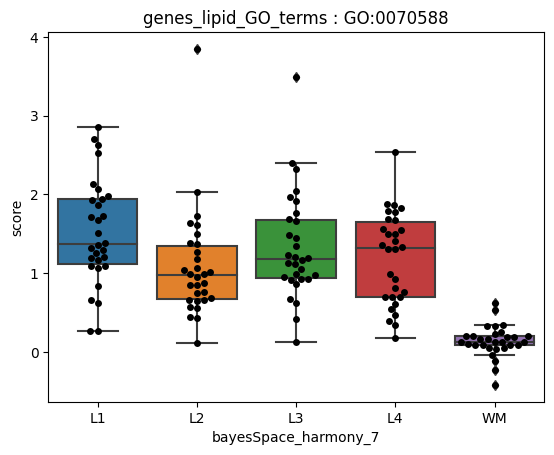 genes_lipid_GO_terms : GO:0070588
4
3
2
1
0
score
L1 L2 L3 L4 WM
bayesSpace_harmony_7